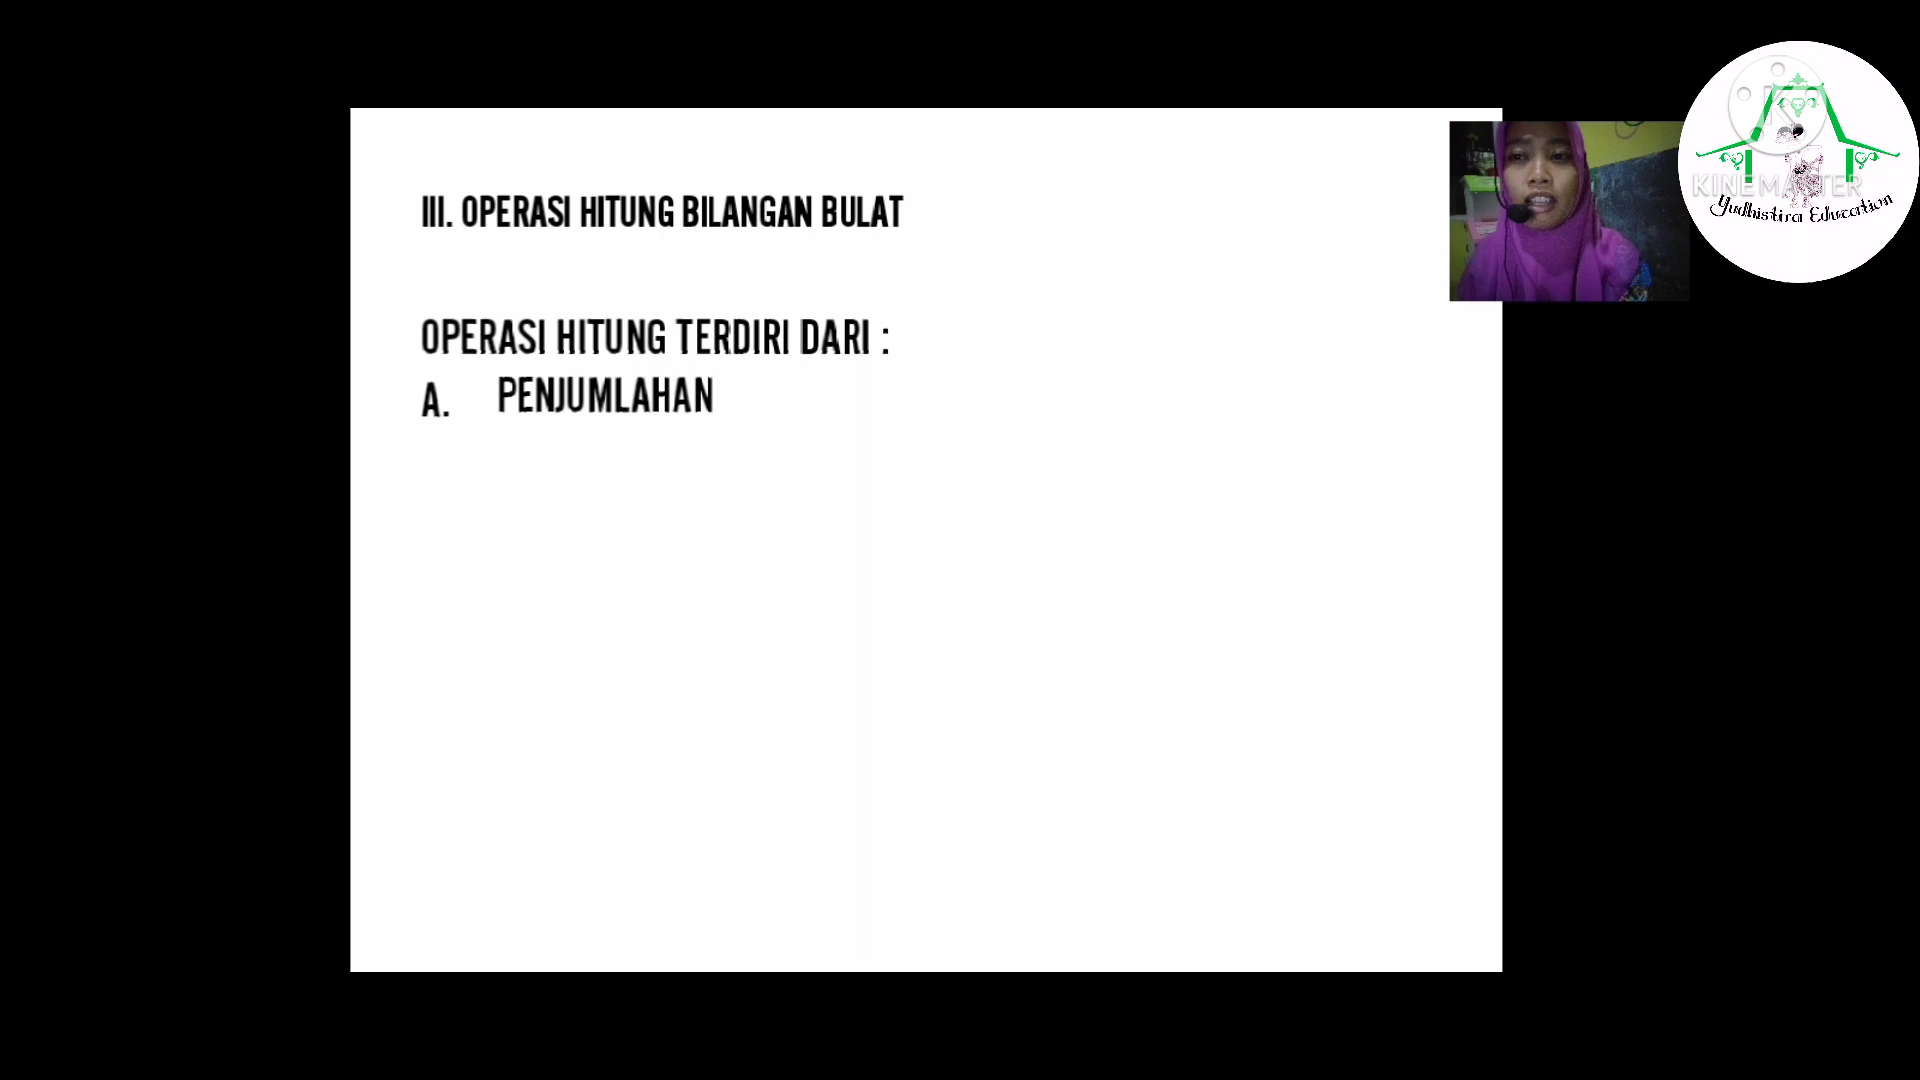 III. OPERASI HITUNG BILANGAN BULAT
OPERASI HITUNG TERDIRI DARI :
A. PENJUMLAHAN
KINEMASTER
Yudhistira Education